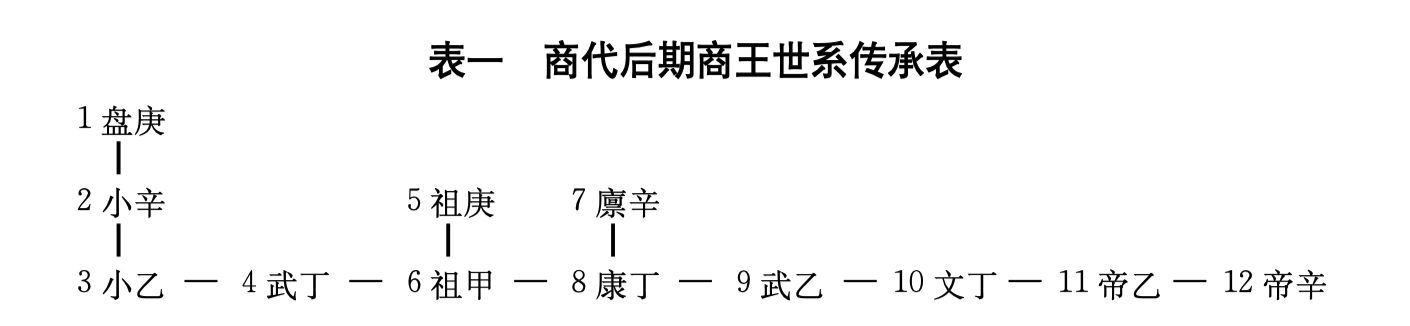 表一 商代后期商王世系传承表
1 盘庚
2 小辛 5 祖庚 7 廪辛
3 小乙 — 4 武丁 — 6 祖甲 — 8 康丁 — 9 武乙 — 10 文丁 — 11 帝乙 — 12 帝辛